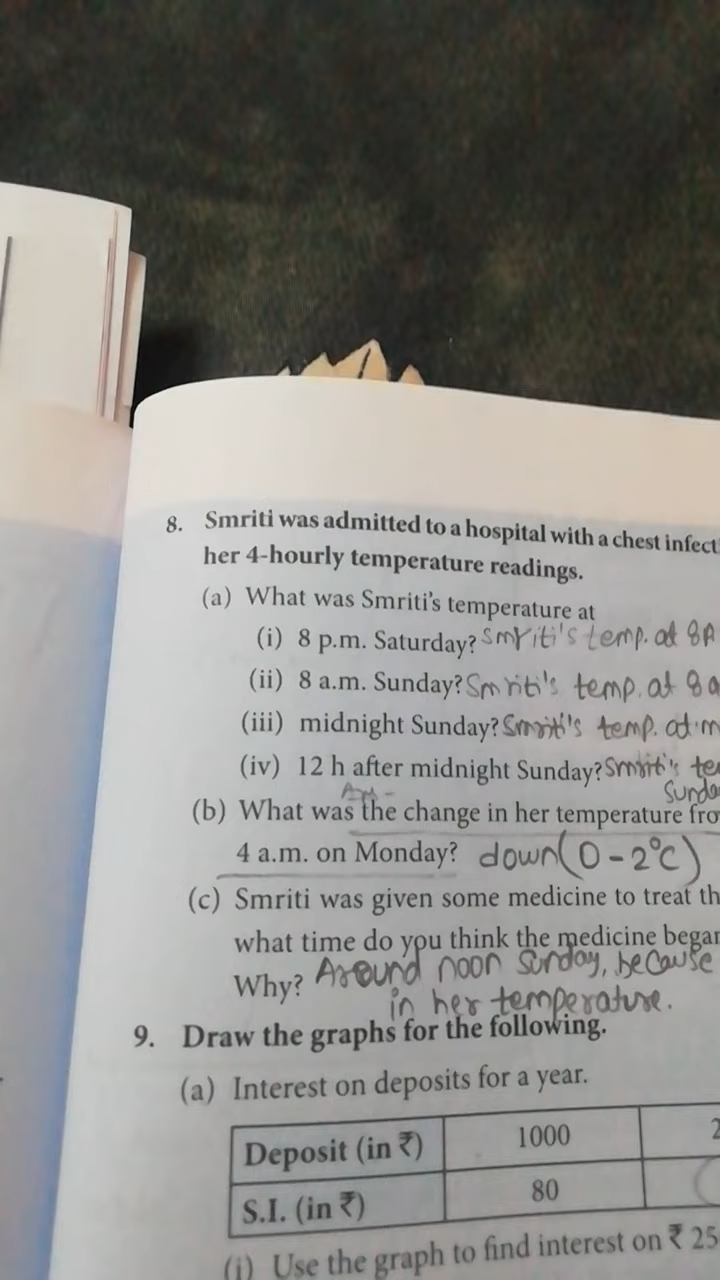 8. Smriti was admitted to a hospital with a chest infect
her 4-hourly temperature readings.
(a) What was Smriti's temperature at
(i) 8 p.m. Saturday? Smriti's temp. at 8P
(ii) 8 a.m. Sunday? Smriti's temp. at 8 a
(iii) midnight Sunday? Smriti's temp. at m
(iv) 12 h after midnight Sunday? Smriti's te
Sunda
(b) What was the change in her temperature fro
4 a.m. on Monday? down(0-2°C)
(c) Smriti was given some medicine to treat th
what time do you think the medicine began
Why? Around noon Sunday, because
in her temperature.
9. Draw the graphs for the following.
(a) Interest on deposits for a year.
Deposit (in ₹) 1000 2
S.I. (in ₹) 80
(i) Use the graph to find interest on ₹ 25